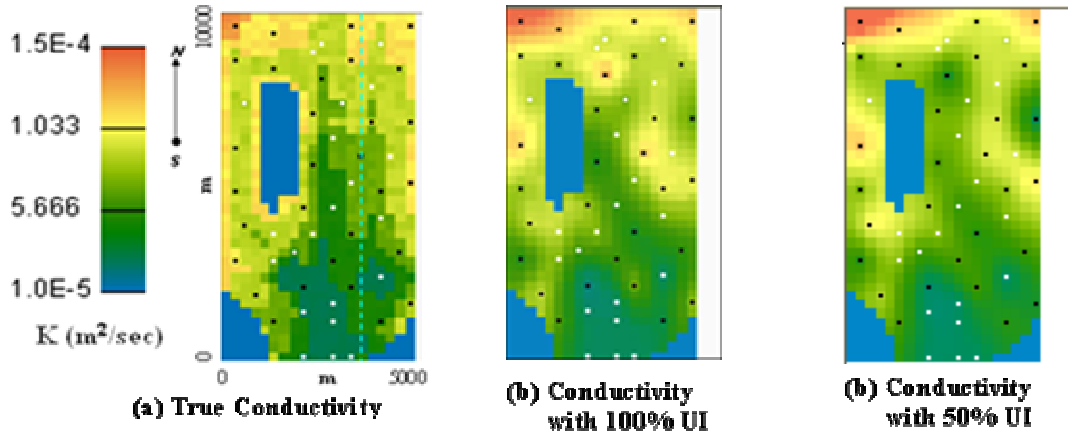 1.5E-4
1.033
5.666
1.0E-5
K (m²/sec)
N
S
10000
m
0
0
m
5000
(a) True Conductivity
(b) Conductivity
with 100% UI
(b) Conductivity
with 50% UI